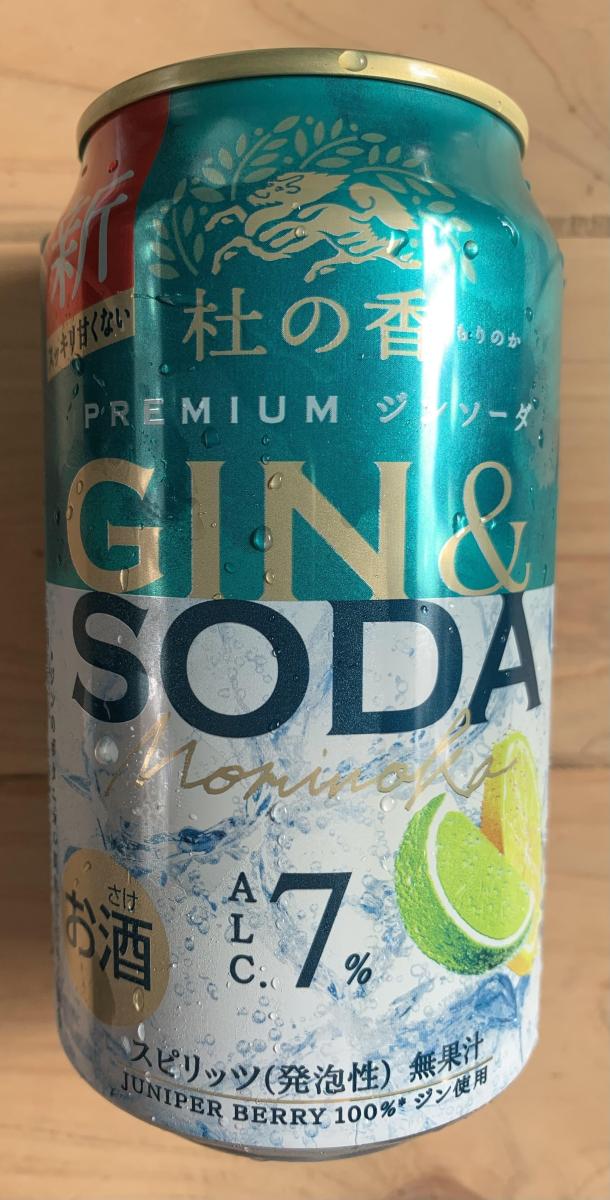 新
スッキリ甘くない
杜の香
もりのか
PREMIUM ジンソーダ
GIN &
SODA
Morinoka
さけ
お酒
ALC.
7%
スピリッツ(発泡性) 無果汁
JUNIPER BERRY 100%* ジン使用